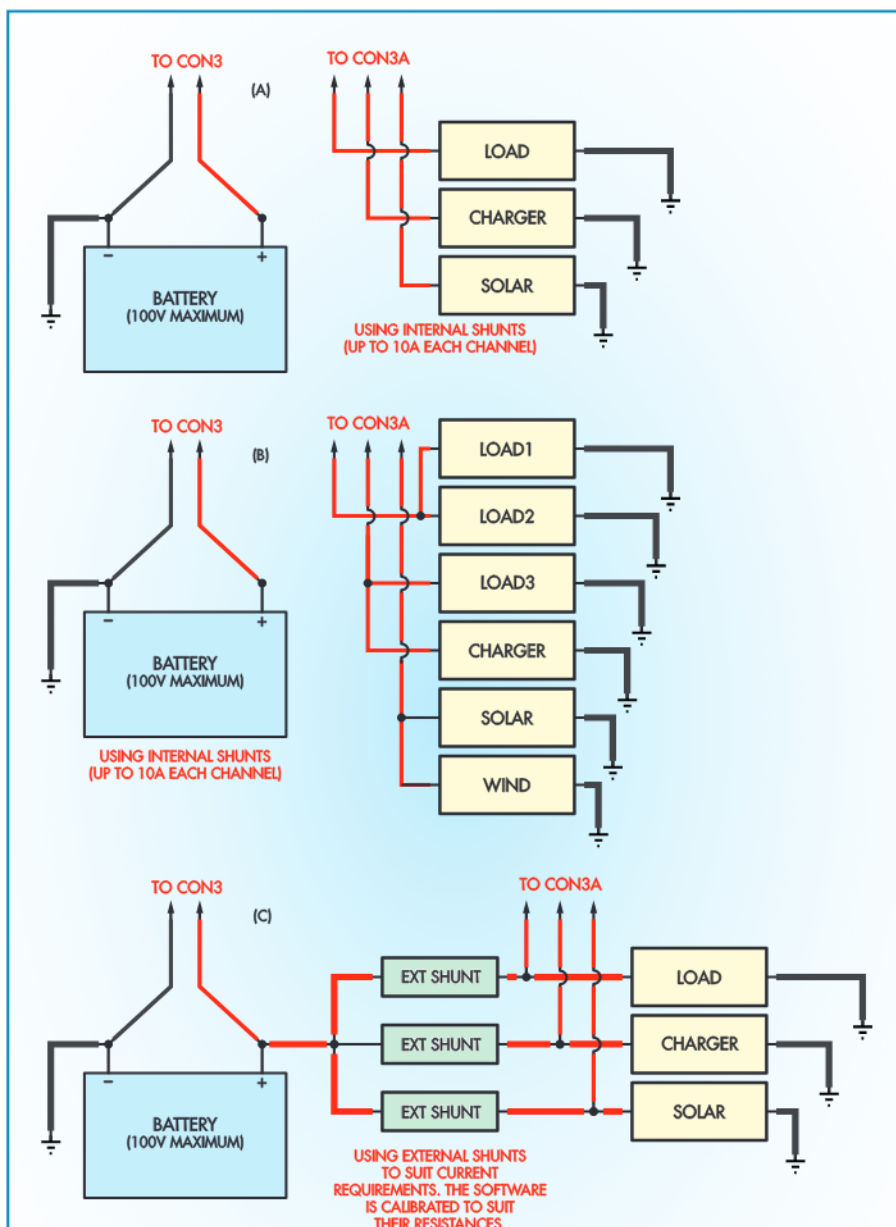 TO CON3
(A)
TO CON3A
LOAD
CHARGER
SOLAR
–
+
BATTERY
(100V MAXIMUM)
USING INTERNAL SHUNTS
(UP TO 10A EACH CHANNEL)
TO CON3
(B)
TO CON3A
LOAD1
LOAD2
LOAD3
CHARGER
SOLAR
WIND
–
+
BATTERY
(100V MAXIMUM)
USING INTERNAL SHUNTS
(UP TO 10A EACH CHANNEL)
TO CON3
(C)
TO CON3A
EXT SHUNT
LOAD
EXT SHUNT
CHARGER
EXT SHUNT
SOLAR
–
+
BATTERY
(100V MAXIMUM)
USING EXTERNAL SHUNTS
TO SUIT CURRENT
REQUIREMENTS. THE SOFTWARE
IS CALIBRATED TO SUIT
THEIR RESISTANCES